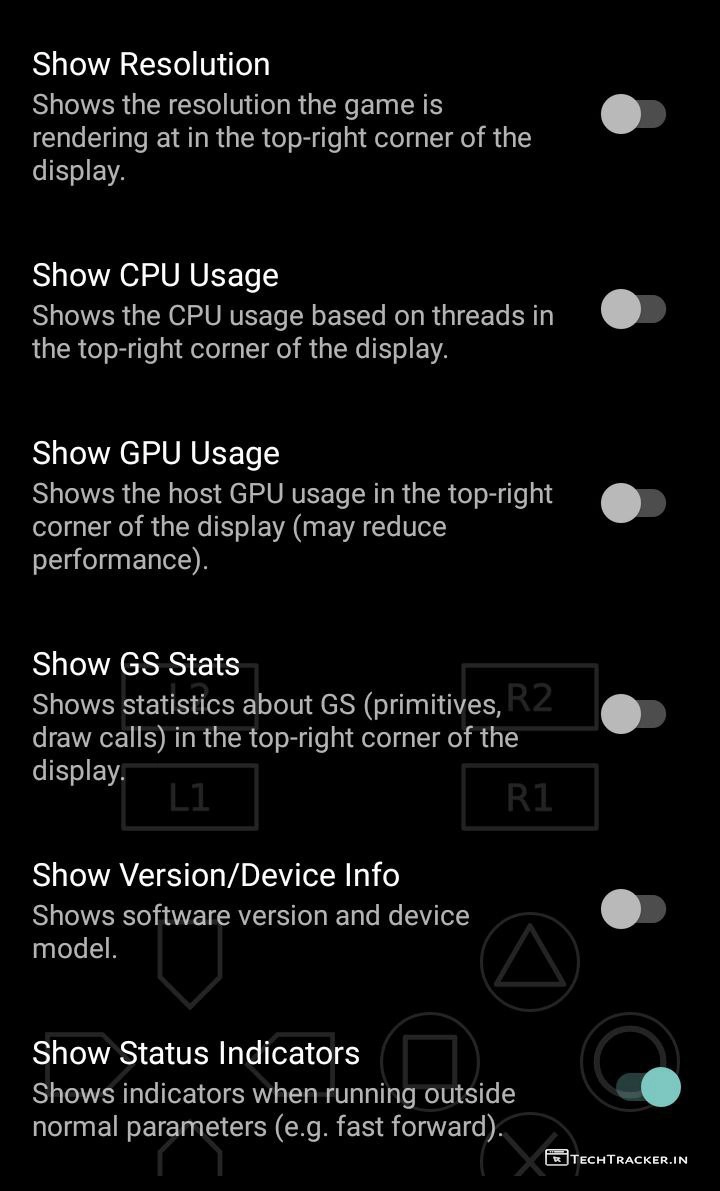 Show Resolution
Shows the resolution the game is
rendering at in the top-right corner of the
display.
Show CPU Usage
Shows the CPU usage based on threads in
the top-right corner of the display.
Show GPU Usage
Shows the host GPU usage in the top-right
corner of the display (may reduce
performance).
Show GS Stats
L2
R2
Shows statistics about GS (primitives,
draw calls) in the top-right corner of the
display.
L1
R1
Show Version/Device Info
Shows software version and device
model.
Show Status Indicators
Shows indicators when running outside
normal parameters (e.g. fast forward).
TECHTRACKER.IN